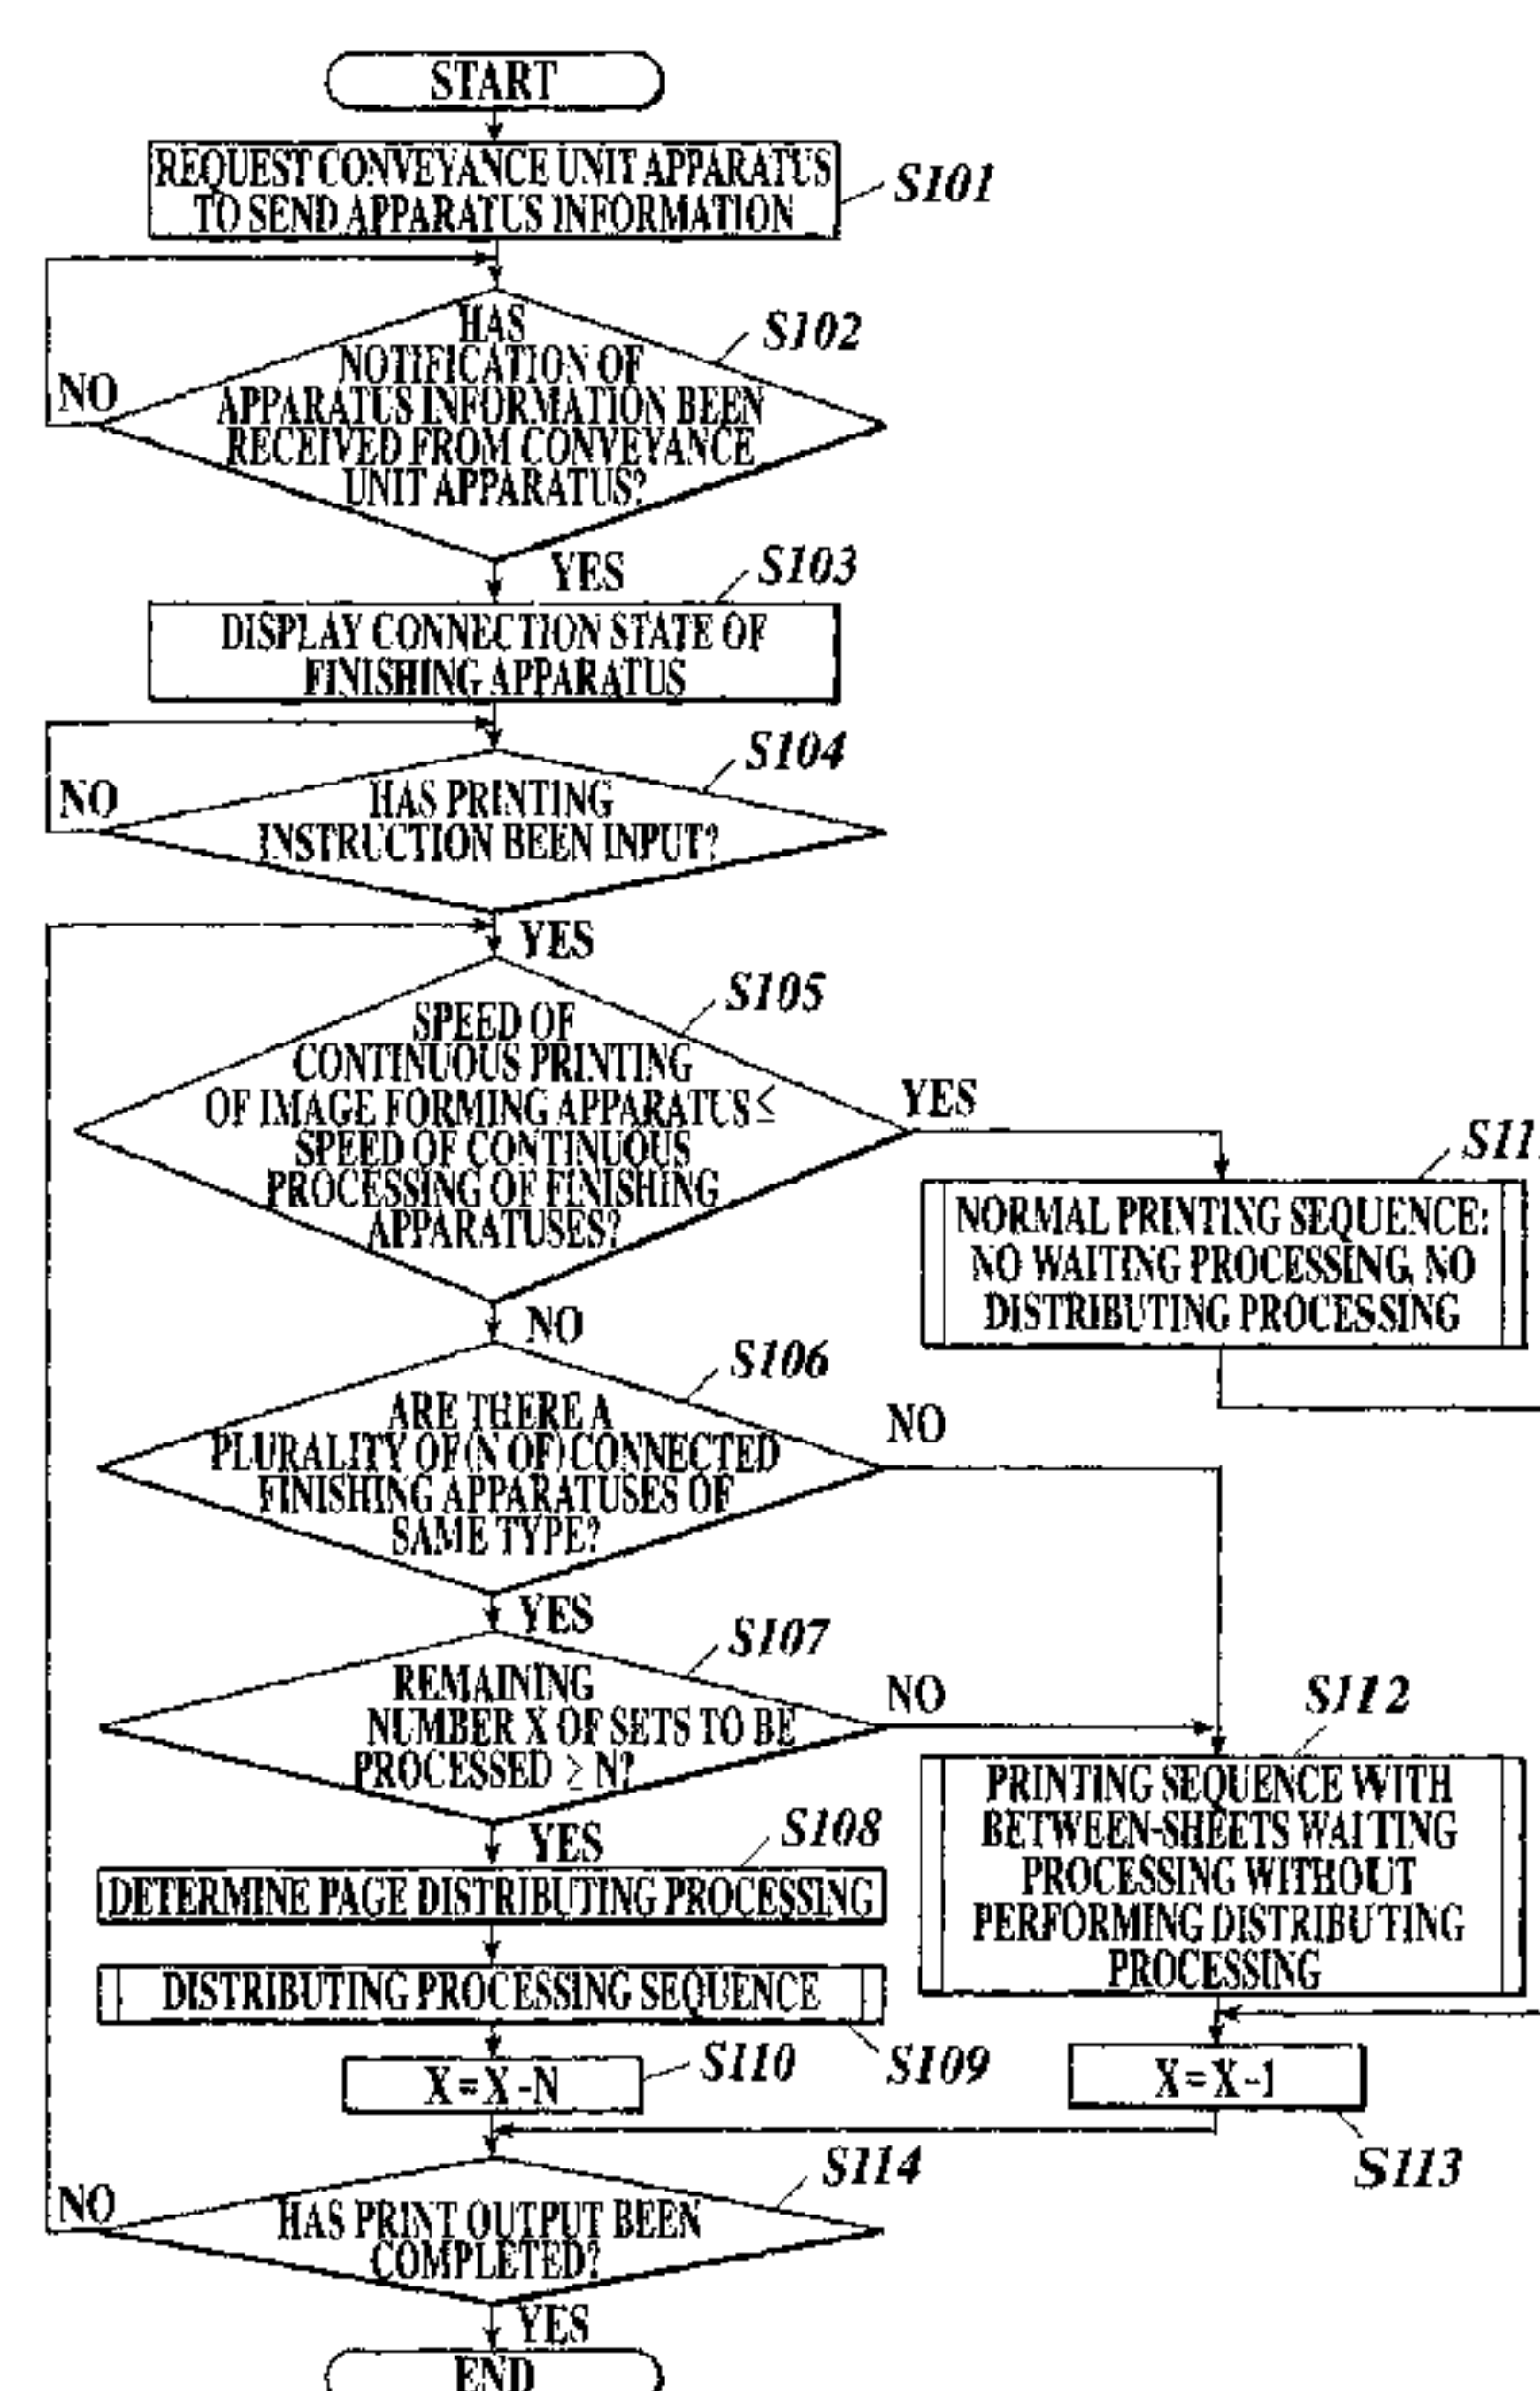 START
REQUEST CONVEYANCE UNIT APPARATUS
TO SEND APPARATUS INFORMATION
S101
HAS
NOTIFICATION OF
APPARATUS INFORMATION BEEN
RECEIVED FROM CONVEYANCE
UNIT APPARATUS?
S102
NO
YES
S103
DISPLAY CONNECTION STATE OF
FINISHING APPARATUS
S104
HAS PRINTING
INSTRUCTION BEEN INPUT?
NO
YES
S105
SPEED OF
CONTINUOUS PRINTING
OF IMAGE FORMING APPARATUS ≤
SPEED OF CONTINUOUS
PROCESSING OF FINISHING
APPARATUSES?
YES
NORMAL PRINTING SEQUENCE:
NO WAITING PROCESSING, NO
DISTRIBUTING PROCESSING
NO
S106
ARE THERE A
PLURALITY OF (N OF) CONNECTED
FINISHING APPARATUSES OF
SAME TYPE?
NO
YES
S107
REMAINING
NUMBER X OF SETS TO BE
PROCESSED ≥ N?
NO
S112
PRINTING SEQUENCE WITH
BETWEEN-SHEETS WAITING
PROCESSING WITHOUT
PERFORMING DISTRIBUTING
PROCESSING
YES
S108
DETERMINE PAGE DISTRIBUTING PROCESSING
DISTRIBUTING PROCESSING SEQUENCE
S109
X=X-N
S110
X=X-1
S113
S114
HAS PRINT OUTPUT BEEN
COMPLETED?
NO
YES
END